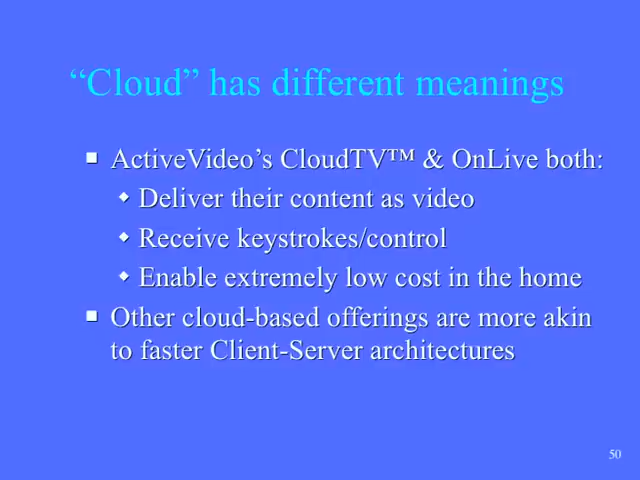 “Cloud” has different meanings
ActiveVideo’s CloudTV™ & OnLive both:
Deliver their content as video
Receive keystrokes/control
Enable extremely low cost in the home
Other cloud-based offerings are more akin
to faster Client-Server architectures
50